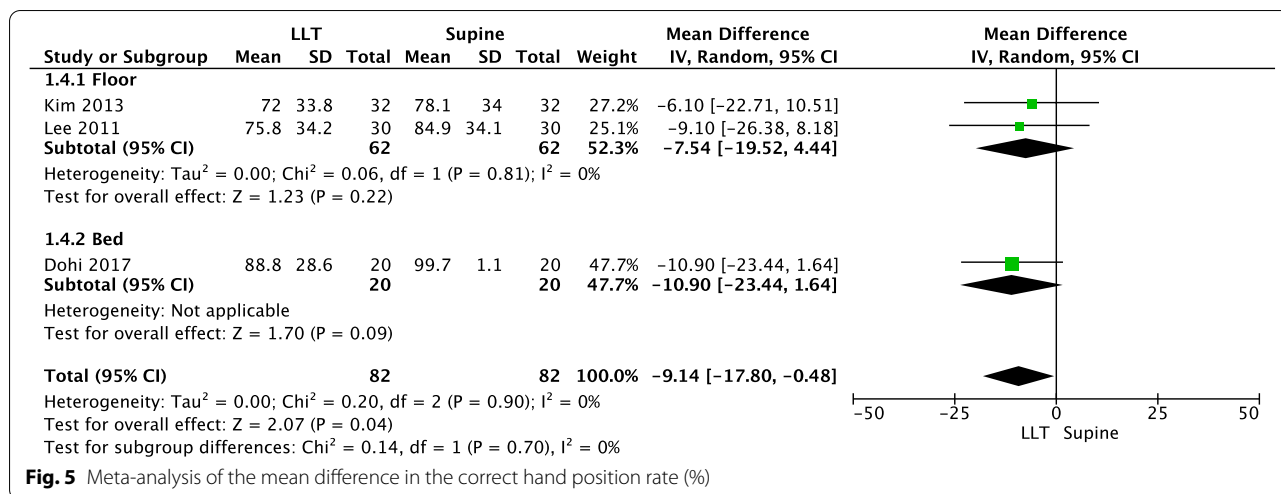 LLT Supine Mean Difference Mean Difference
Study or Subgroup Mean SD Total Mean SD Total Weight IV, Random, 95% CI IV, Random, 95% CI
1.4.1 Floor
Kim 2013 72 33.8 32 78.1 34 32 27.2% −6.10 [−22.71, 10.51]
Lee 2011 75.8 34.2 30 84.9 34.1 30 25.1% −9.10 [−26.38, 8.18]
Subtotal (95% CI) 62 62 52.3% −7.54 [−19.52, 4.44]
Heterogeneity: Tau² = 0.00; Chi² = 0.06, df = 1 (P = 0.81); I² = 0%
Test for overall effect: Z = 1.23 (P = 0.22)
1.4.2 Bed
Dohi 2017 88.8 28.6 20 99.7 1.1 20 47.7% −10.90 [−23.44, 1.64]
Subtotal (95% CI) 20 20 47.7% −10.90 [−23.44, 1.64]
Heterogeneity: Not applicable
Test for overall effect: Z = 1.70 (P = 0.09)
Total (95% CI) 82 82 100.0% −9.14 [−17.80, −0.48]
Heterogeneity: Tau² = 0.00; Chi² = 0.20, df = 2 (P = 0.90); I² = 0%
Test for overall effect: Z = 2.07 (P = 0.04)
Test for subgroup differences: Chi² = 0.14, df = 1 (P = 0.70), I² = 0%
−50 −25 0 25 50
LLT Supine
Fig. 5 Meta-analysis of the mean difference in the correct hand position rate (%)